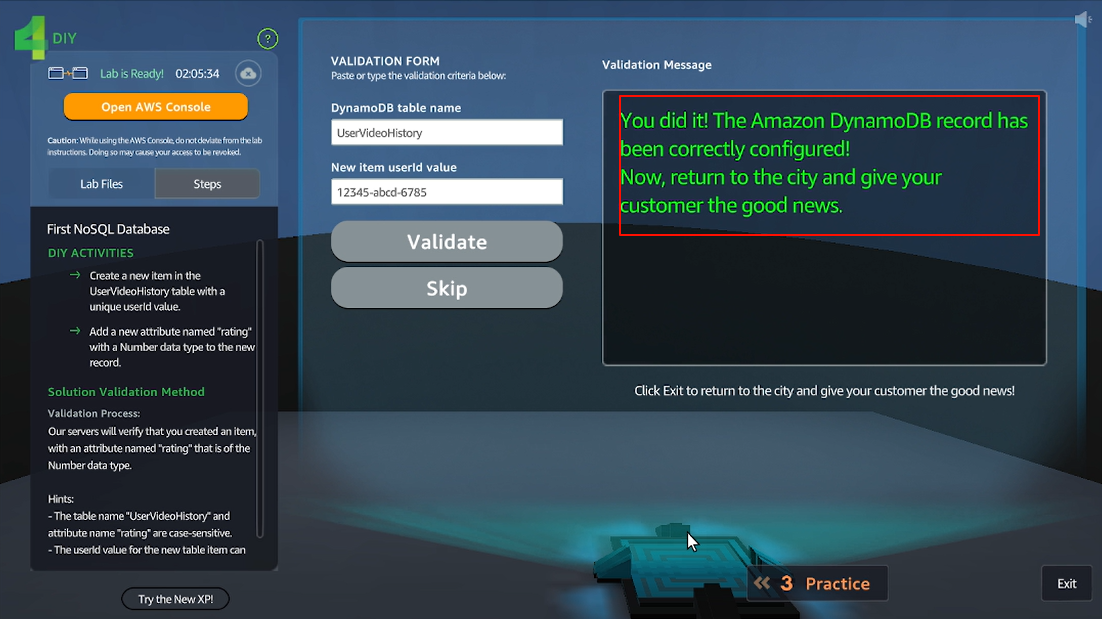 4 DIY
?
Lab is Ready! 02:05:34
Open AWS Console
Caution: While using the AWS Console, do not deviate from the lab
instructions. Doing so may cause your access to be revoked.
Lab Files
Steps
First NoSQL Database
DIY ACTIVITIES
→ Create a new item in the
UserVideoHistory table with a
unique userId value.
→ Add a new attribute named "rating"
with a Number data type to the new
record.
Solution Validation Method
Validation Process:
Our servers will verify that you created an item,
with an attribute named "rating" that is of the
Number data type.
Hints:
- The table name "UserVideoHistory" and
attribute name "rating" are case-sensitive.
- The userId value for the new table item can
Try the New XP!
VALIDATION FORM
Paste or type the validation criteria below:
DynamoDB table name
UserVideoHistory
New item userId value
12345-abcd-6785
Validate
Skip
Validation Message
You did it! The Amazon DynamoDB record has
been correctly configured!
Now, return to the city and give your
customer the good news.
Click Exit to return to the city and give your customer the good news!
3 Practice
Exit